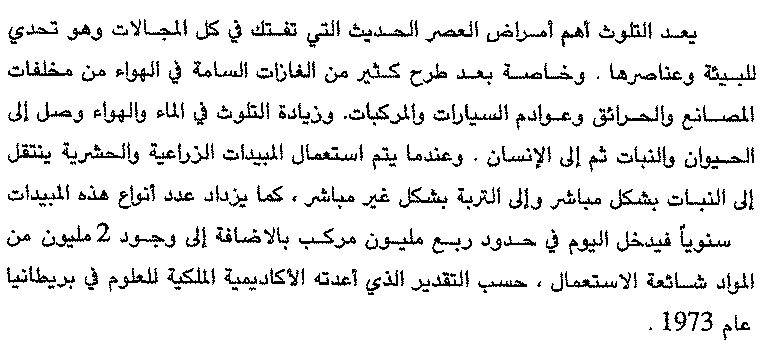 يعد التلوث أهم أمراض العصر الحديث التي تفتك في كل المجالات وهو تحدي
للبيئة وعناصرها . وخاصة بعد طرح كثير من الغازات السامة في الهواء من مخلفات
المصانع والحرائق وعوادم السيارات والمركبات. وزيادة التلوث في الماء والهواء وصل إلى
الحيوان والنبات ثم إلى الإنسان . وعندما يتم استعمال المبيدات الزراعية والحشرية ينتقل
إلى النبات بشكل مباشر وإلى التربة بشكل غير مباشر ، كما يزداد عدد أنواع هذه المبيدات
سنوياً فيدخل اليوم في حدود ربع مليون مركب بالاضافة إلى وجود 2 مليون من
المواد شائعة الاستعمال ، حسب التقدير الذي أعدته الأكاديمية الملكية للعلوم في بريطانيا
عام 1973 .